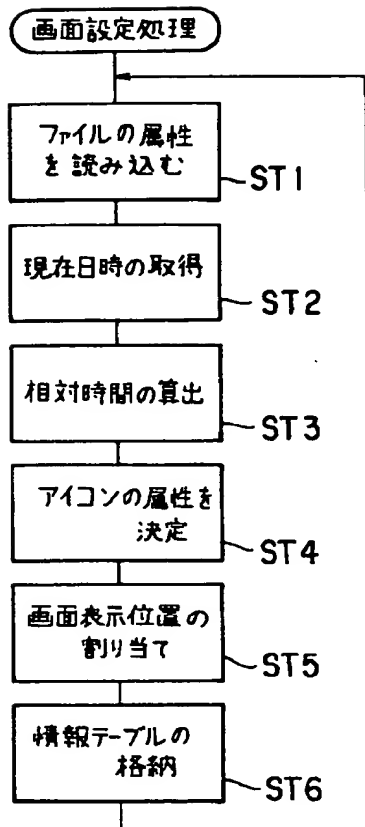 画面設定処理
ファイルの属性
を読み込む
ST1
現在日時の取得
ST2
相対時間の算出
ST3
アイコンの属性を
決定
ST4
画面表示位置の
割り当て
ST5
情報テーブルの
格納
ST6